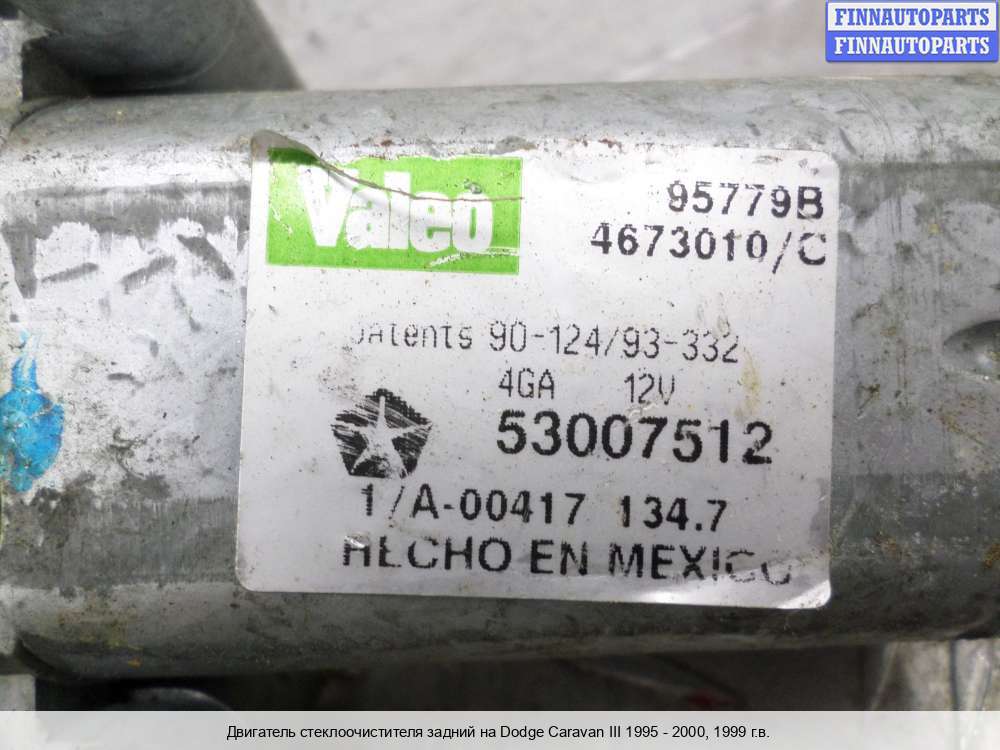 FINNAUTOPARTS
FINNAUTOPARTS
Valeo
95779B
4673010/C
patents 90-124/93-332
4GA 12V
53007512
1/A-00417 134.7
HECHO EN MEXICO
Двигатель стеклоочистителя задний на Dodge Caravan III 1995 - 2000, 1999 г.в.